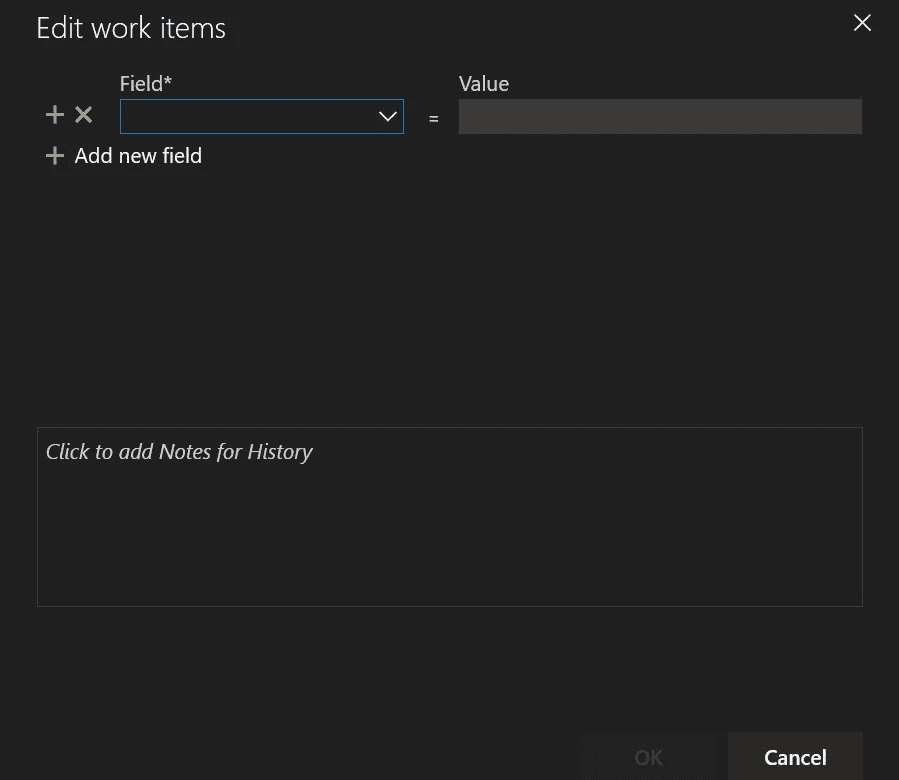 Edit work items
Field*
Value
=
Add new field
Click to add Notes for History
OK
Cancel